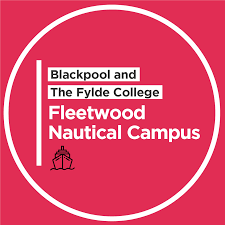 Blackpool and
The Fylde College
Fleetwood
Nautical Campus